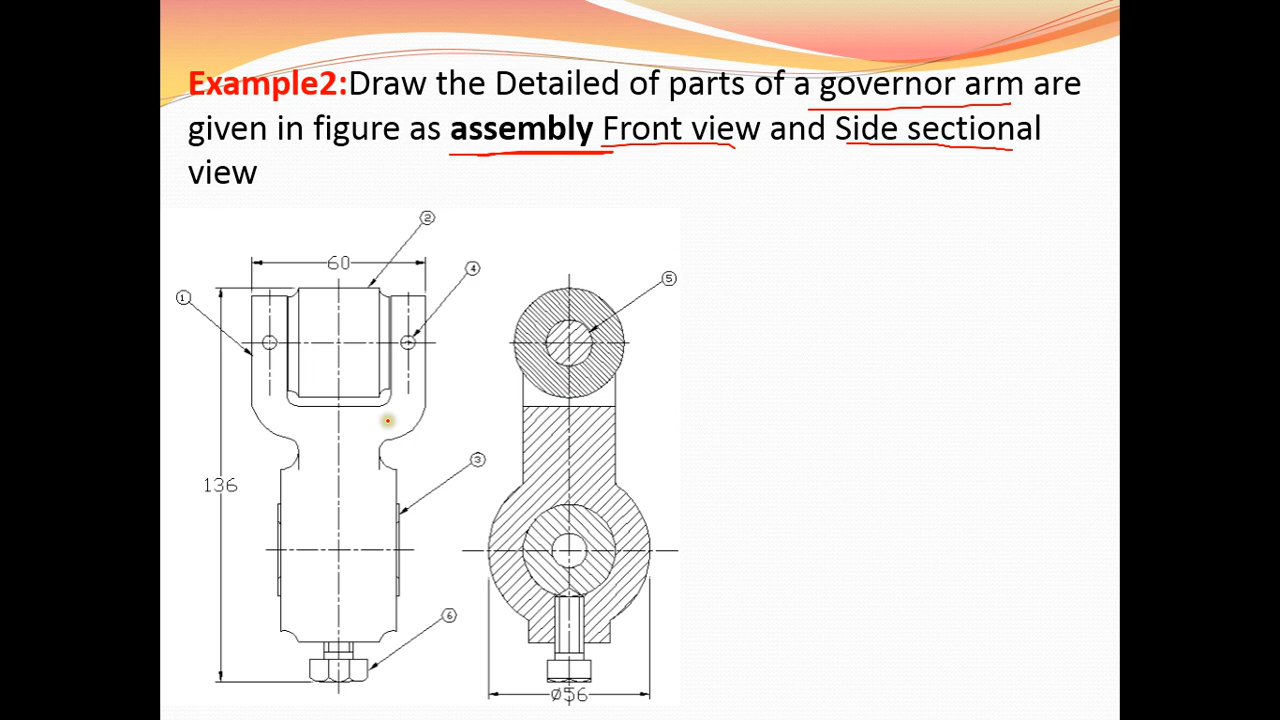 Example2:Draw the Detailed of parts of a governor arm are
given in figure as assembly Front view and Side sectional
view
2
60
4
5
1
3
136
6
Ø56